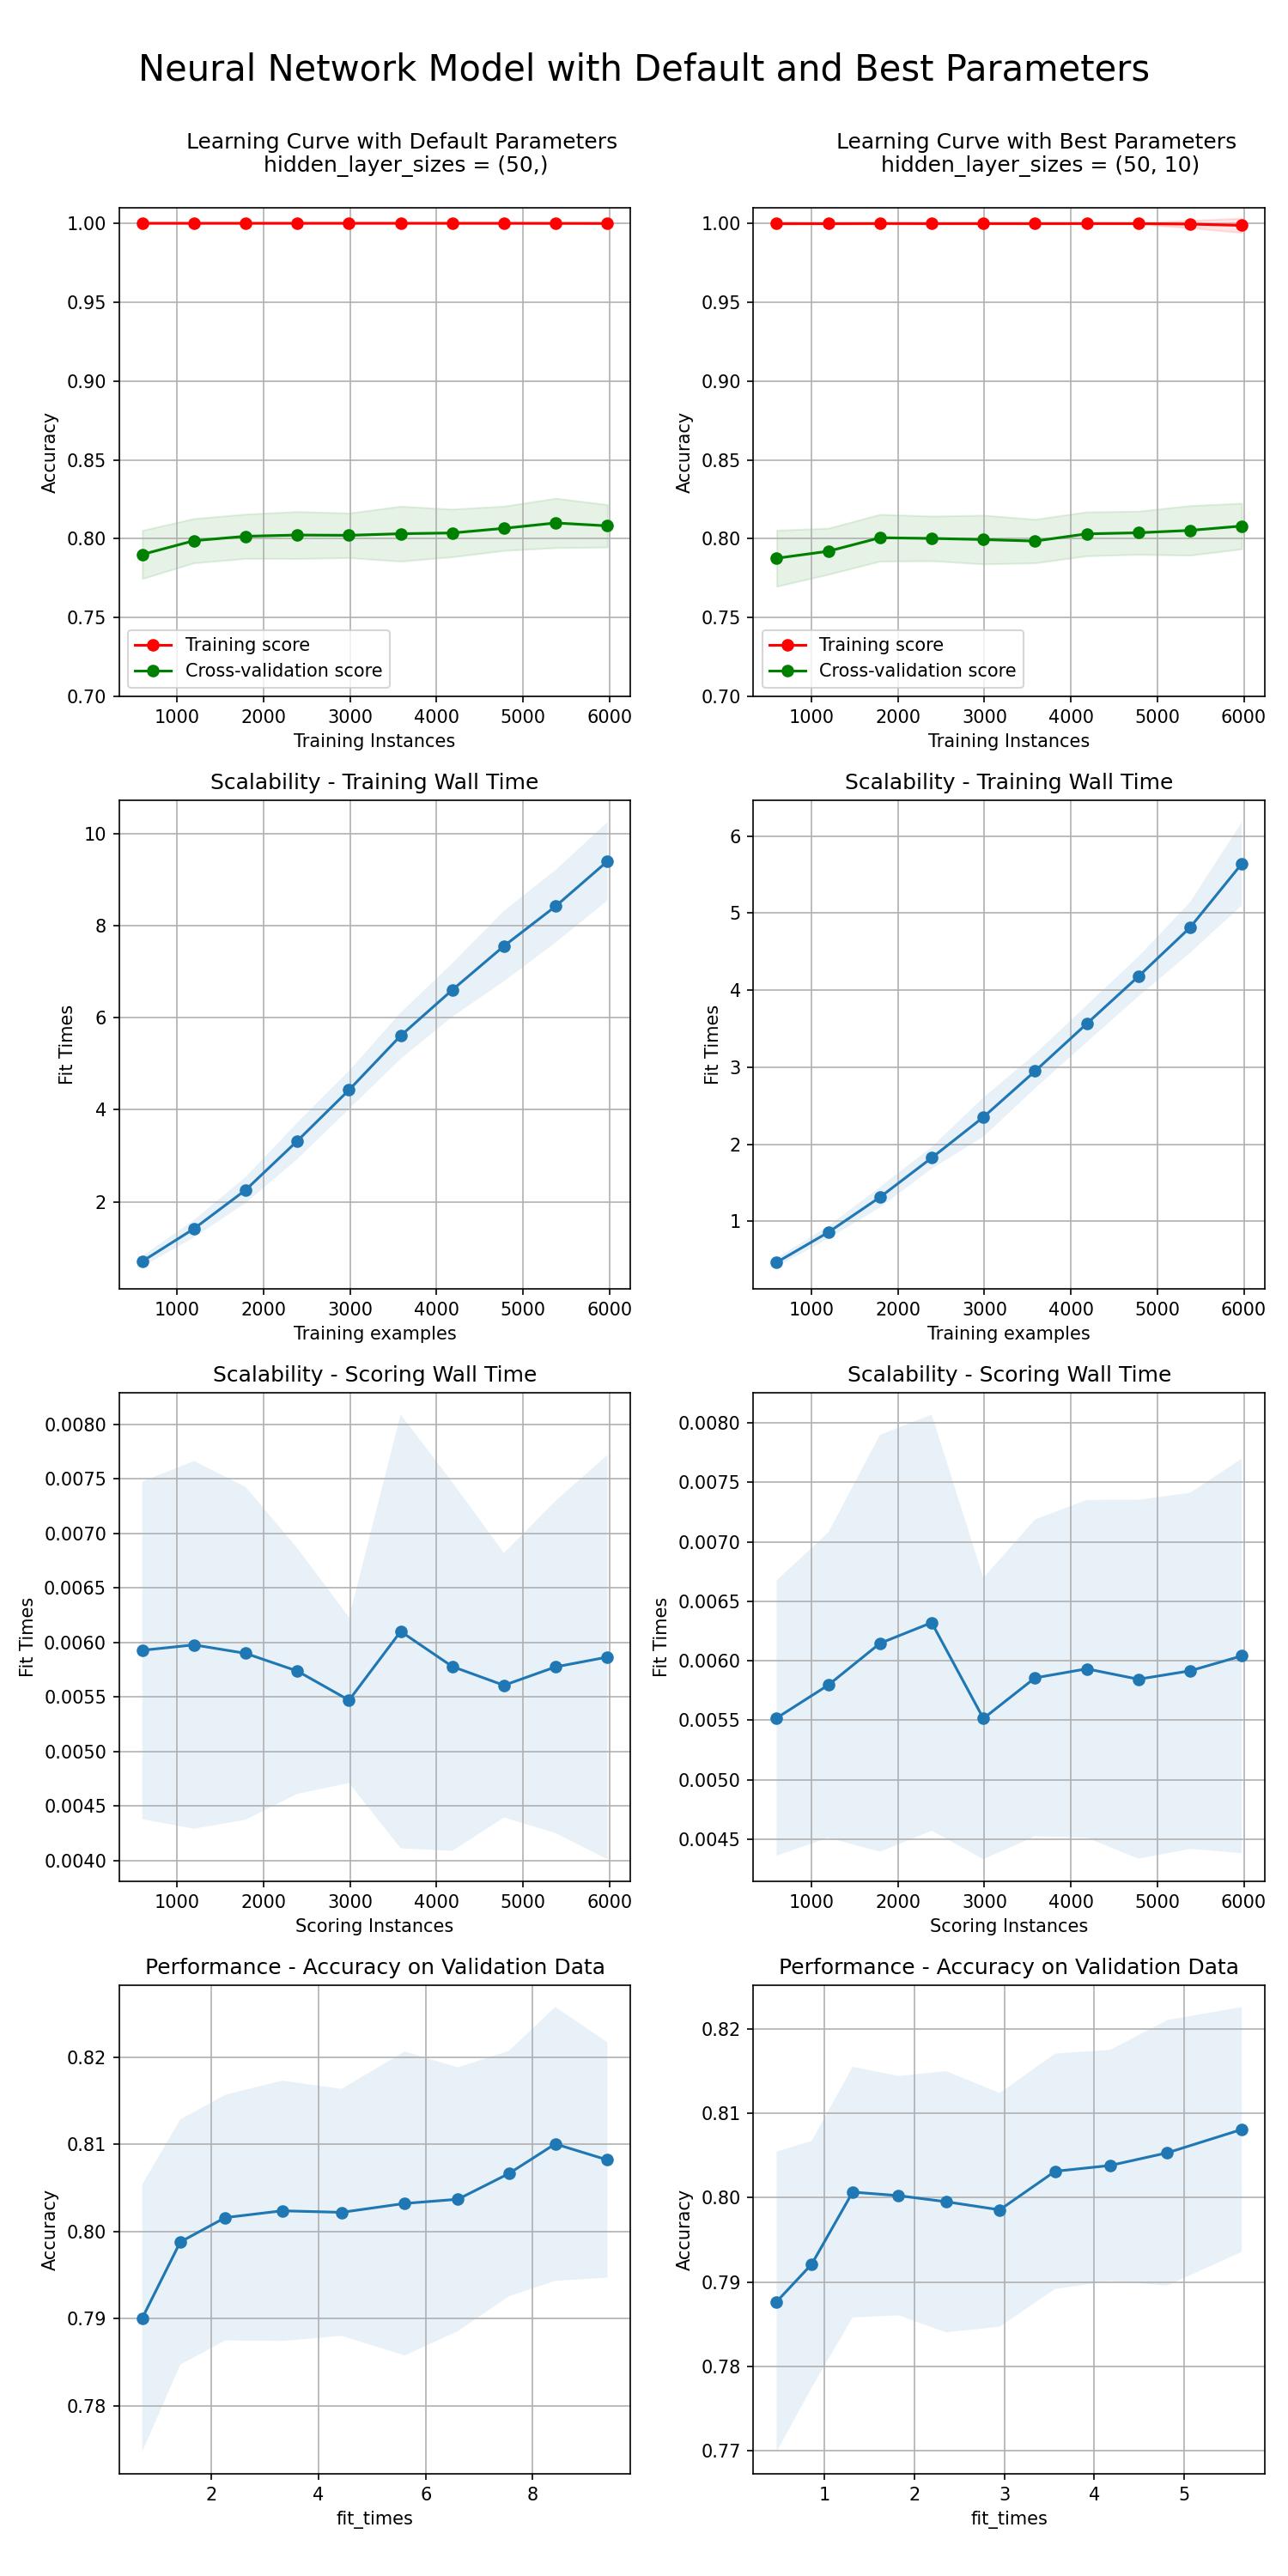 Neural Network Model with Default and Best Parameters
Learning Curve with Default Parameters
hidden_layer_sizes = (50,)
1.00
0.95
0.90
0.85
0.80
0.75
0.70
Accuracy
Training score
Cross-validation score
1000 2000 3000 4000 5000 6000
Training Instances
Learning Curve with Best Parameters
hidden_layer_sizes = (50, 10)
1.00
0.95
0.90
0.85
0.80
0.75
0.70
Accuracy
Training score
Cross-validation score
1000 2000 3000 4000 5000 6000
Training Instances
Scalability - Training Wall Time
10
8
6
4
2
Fit Times
1000 2000 3000 4000 5000 6000
Training examples
Scalability - Training Wall Time
6
5
4
3
2
1
Fit Times
1000 2000 3000 4000 5000 6000
Training examples
Scalability - Scoring Wall Time
0.0080
0.0075
0.0070
0.0065
0.0060
0.0055
0.0050
0.0045
0.0040
Fit Times
1000 2000 3000 4000 5000 6000
Scoring Instances
Scalability - Scoring Wall Time
0.0080
0.0075
0.0070
0.0065
0.0060
0.0055
0.0050
0.0045
Fit Times
1000 2000 3000 4000 5000 6000
Scoring Instances
Performance - Accuracy on Validation Data
0.82
0.81
0.80
0.79
0.78
Accuracy
2 4 6 8
fit_times
Performance - Accuracy on Validation Data
0.82
0.81
0.80
0.79
0.78
0.77
Accuracy
1 2 3 4 5
fit_times